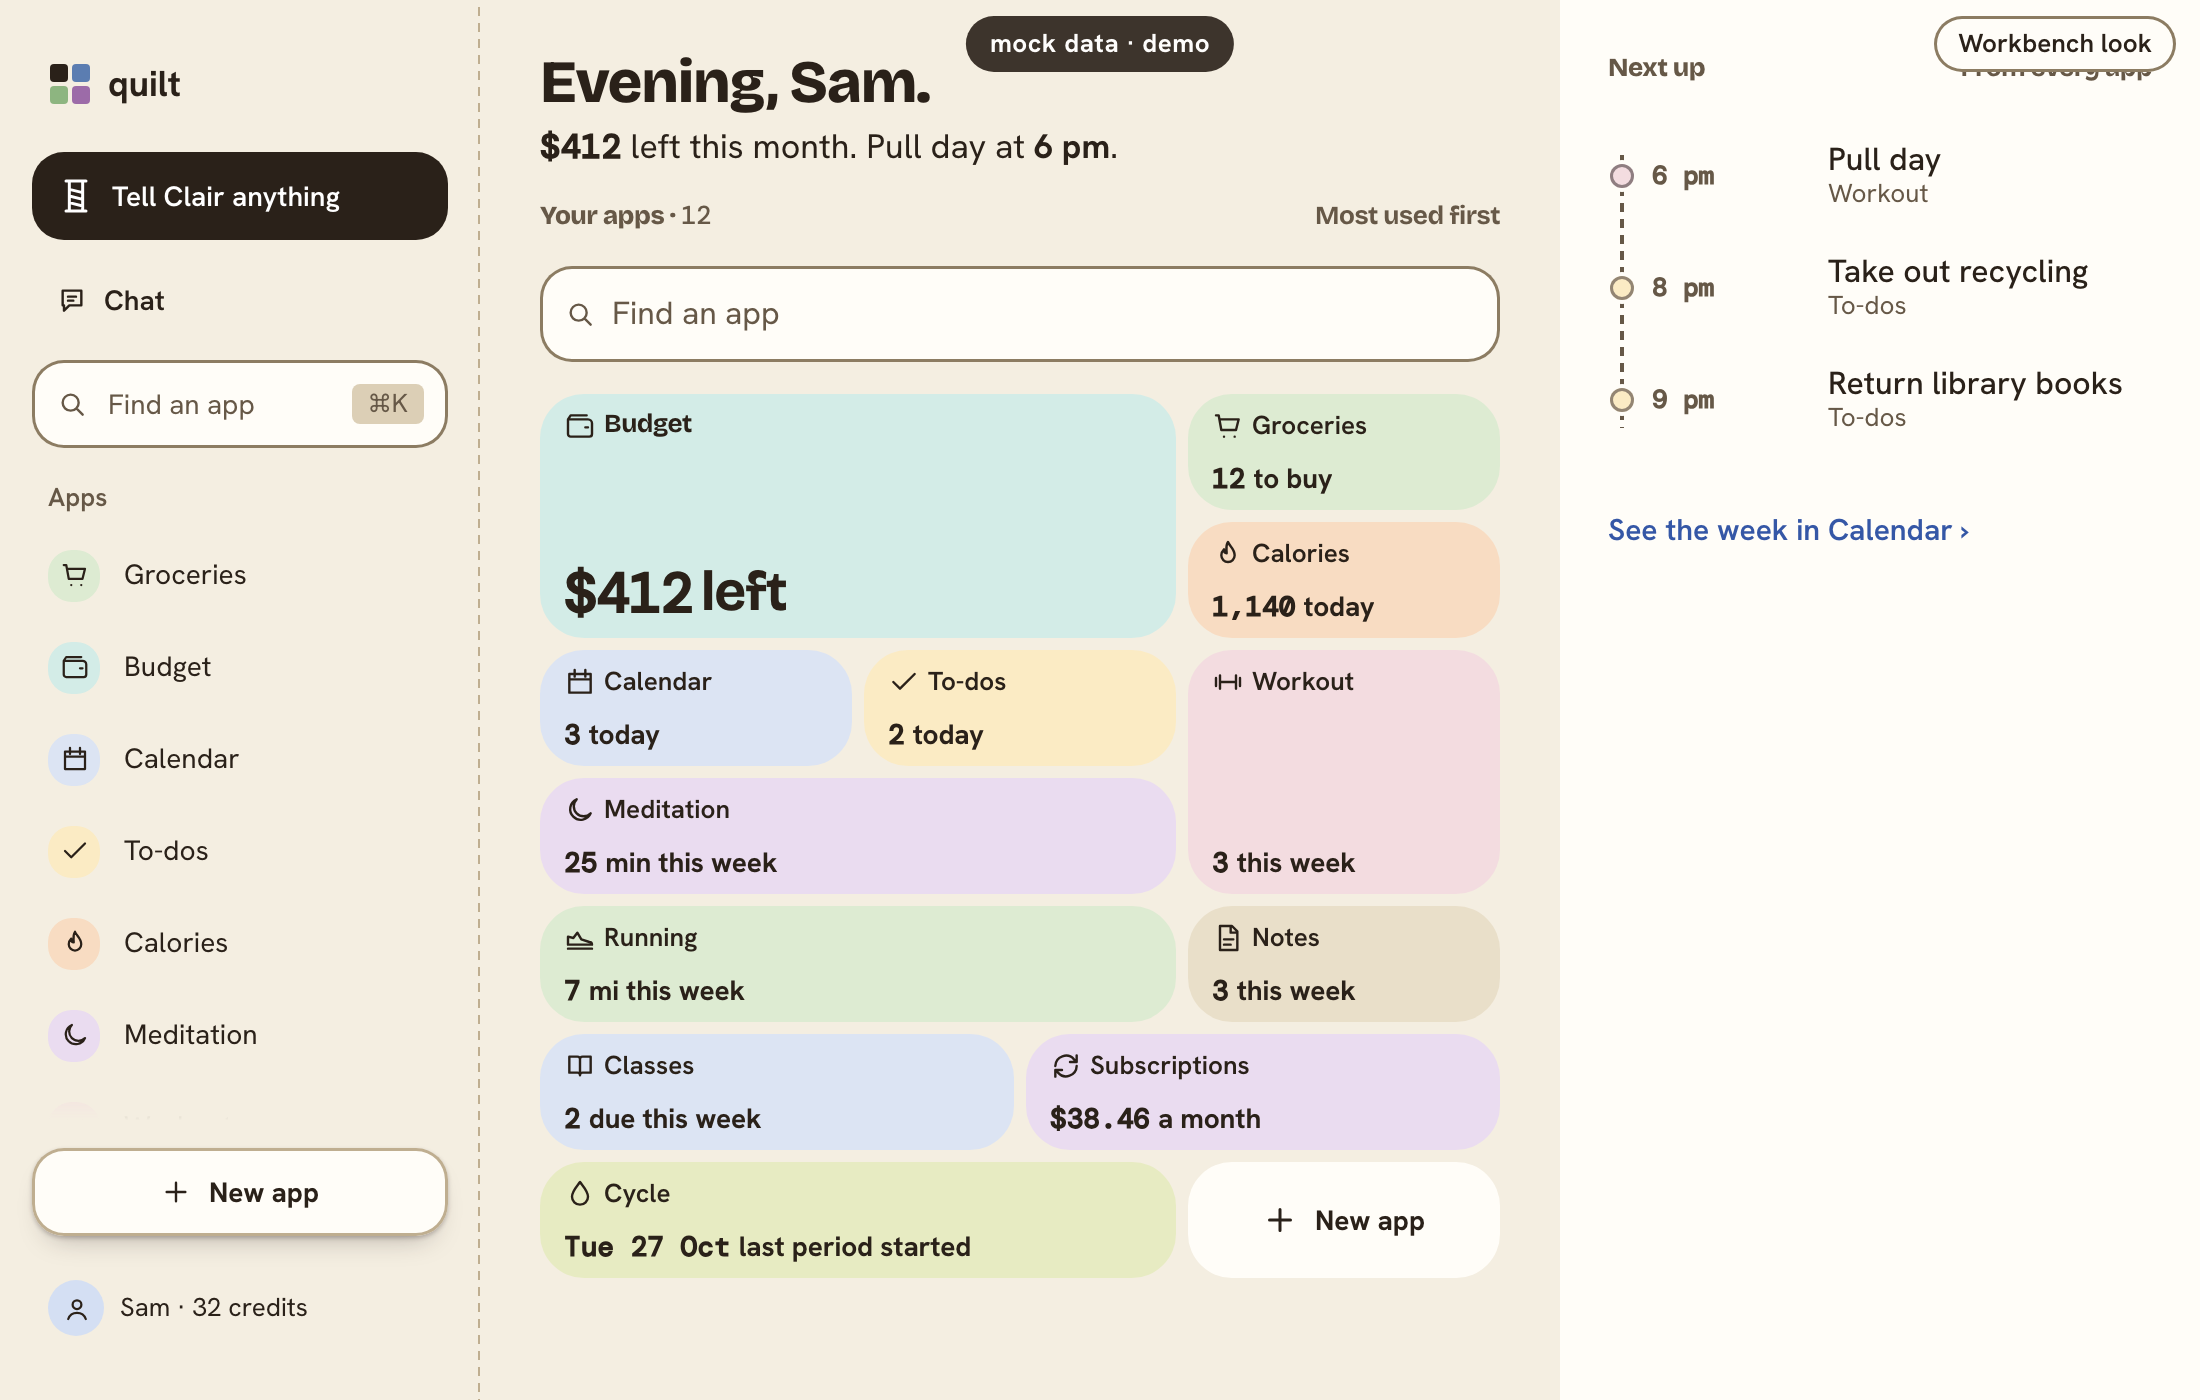 quilt
Tell Clair anything
Chat
Find an app ⌘K
Apps
Groceries
Budget
Calendar
To-dos
Calories
Meditation
New app
Sam · 32 credits
mock data · demo
Evening, Sam.
$412 left this month. Pull day at 6 pm.
Your apps · 12
Most used first
Find an app
Budget
$412 left
Groceries
12 to buy
Calories
1,140 today
Calendar
3 today
To-dos
2 today
Workout
3 this week
Meditation
25 min this week
Running
7 mi this week
Notes
3 this week
Classes
2 due this week
Subscriptions
$38.46 a month
Cycle
Tue 27 Oct last period started
New app
Workbench look
Next up
From every app
6 pm
Pull day
Workout
8 pm
Take out recycling
To-dos
9 pm
Return library books
To-dos
See the week in Calendar ›